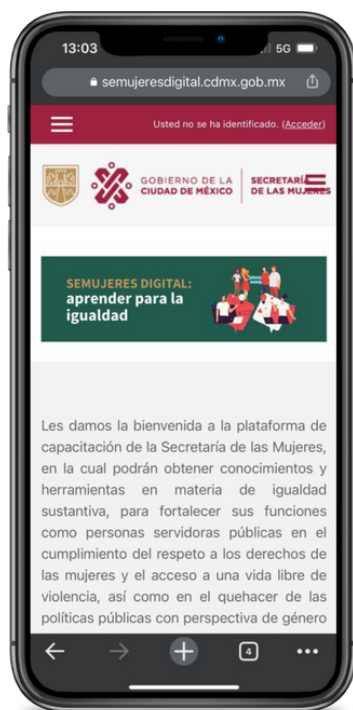 13:03
5G
semujeresdigital.cdmx.gob.mx
Usted no se ha identificado. (Acceder)
GOBIERNO DE LA CIUDAD DE MÉXICO
SECRETARÍA DE LAS MUJERES
SEMUJERES DIGITAL:
aprender para la
igualdad
Les damos la bienvenida a la plataforma de
capacitación de la Secretaría de las Mujeres,
en la cual podrán obtener conocimientos y
herramientas en materia de igualdad
sustantiva, para fortalecer sus funciones
como personas servidoras públicas en el
cumplimiento del respeto a los derechos de
las mujeres y el acceso a una vida libre de
violencia, así como en el quehacer de las
políticas públicas con perspectiva de género
4